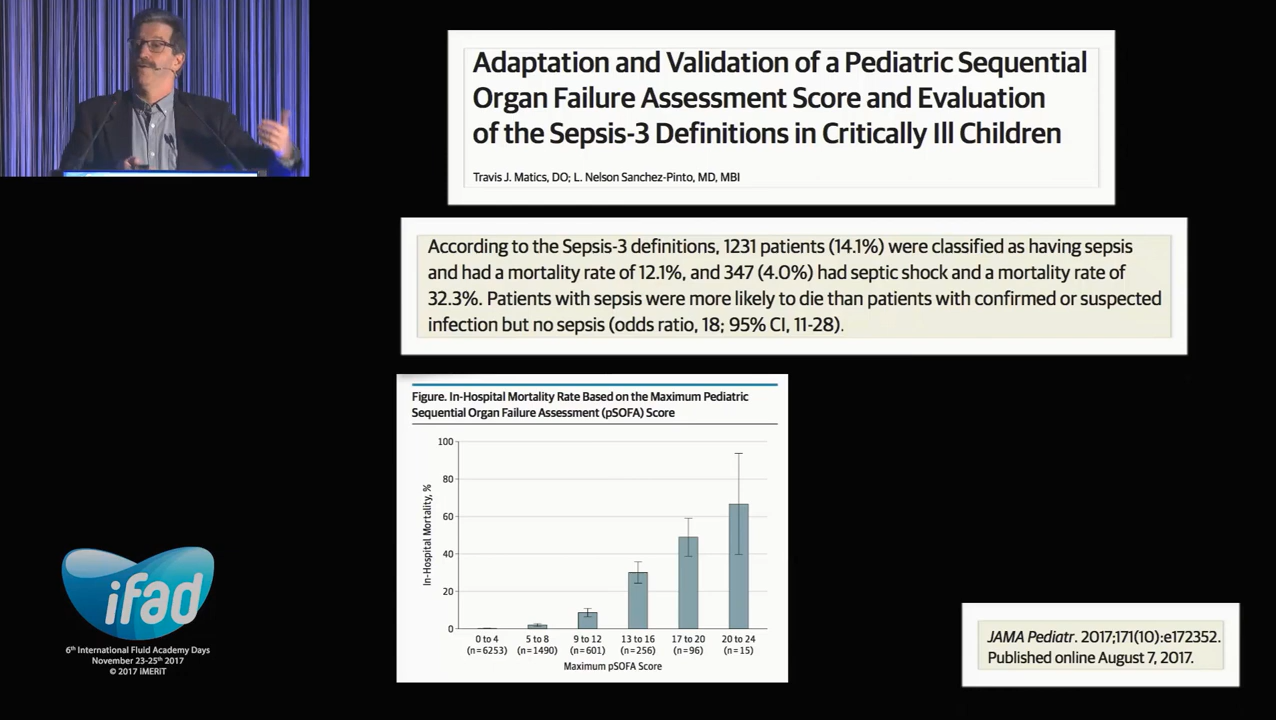 Adaptation and Validation of a Pediatric Sequential
Organ Failure Assessment Score and Evaluation
of the Sepsis-3 Definitions in Critically Ill Children
Travis J. Matics, DO; L. Nelson Sanchez-Pinto, MD, MBI
According to the Sepsis-3 definitions, 1231 patients (14.1%) were classified as having sepsis
and had a mortality rate of 12.1%, and 347 (4.0%) had septic shock and a mortality rate of
32.3%. Patients with sepsis were more likely to die than patients with confirmed or suspected
infection but no sepsis (odds ratio, 18; 95% CI, 11-28).
Figure. In-Hospital Mortality Rate Based on the Maximum Pediatric
Sequential Organ Failure Assessment (pSOFA) Score
In-Hospital Mortality, %
100
80
60
40
20
0
0 to 4 5 to 8 9 to 12 13 to 16 17 to 20 20 to 24
(n=6253) (n=1490) (n=601) (n=256) (n=96) (n=15)
Maximum pSOFA Score
ifad
6th International Fluid Academy Days
November 23-25th 2017
© 2017 iMERiT
JAMA Pediatr. 2017;171(10):e172352.
Published online August 7, 2017.